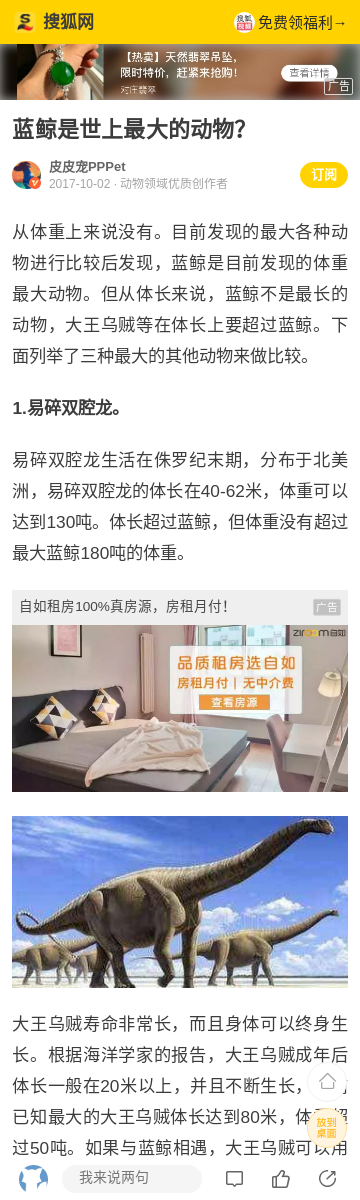 搜狐网
搜狐视频
免费领福利→
【热卖】天然翡翠吊坠，
限时特价，赶紧来抢购！
对庄翡翠
查看详情
广告
蓝鲸是世上最大的动物？
皮皮宠PPPet
2017-10-02 · 动物领域优质创作者
订阅
从体重上来说没有。目前发现的最大各种动
物进行比较后发现，蓝鲸是目前发现的体重
最大动物。但从体长来说，蓝鲸不是最长的
动物，大王乌贼等在体长上要超过蓝鲸。下
面列举了三种最大的其他动物来做比较。
1.易碎双腔龙。
易碎双腔龙生活在侏罗纪末期，分布于北美
洲，易碎双腔龙的体长在40-62米，体重可以
达到130吨。体长超过蓝鲸，但体重没有超过
最大蓝鲸180吨的体重。
自如租房100%真房源，房租月付！
广告
ziroom自如
品质租房选自如
房租月付｜无中介费
查看房源
大王乌贼寿命非常长，而且身体可以终身生
长。根据海洋学家的报告，大王乌贼成年后
体长一般在20米以上，并且不断生长，
已知最大的大王乌贼体长达到80米，体
过50吨。如果与蓝鲸相遇，大王乌贼可以用
放到
桌面
我来说两句